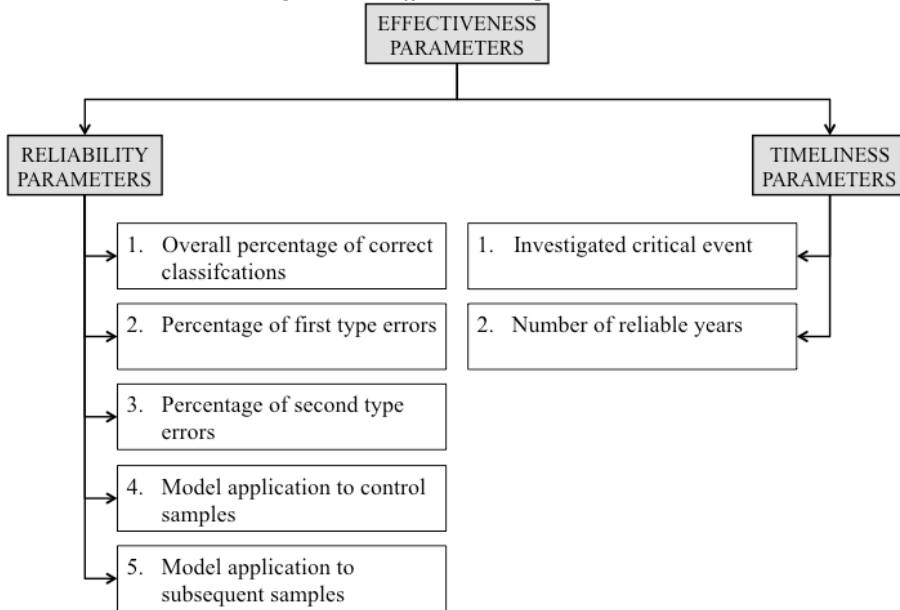 EFFECTIVENESS
PARAMETERS
RELIABILITY
PARAMETERS
TIMELINESS
PARAMETERS
1. Overall percentage of correct
classifcations
2. Percentage of first type errors
3. Percentage of second type
errors
4. Model application to control
samples
5. Model application to
subsequent samples
1. Investigated critical event
2. Number of reliable years